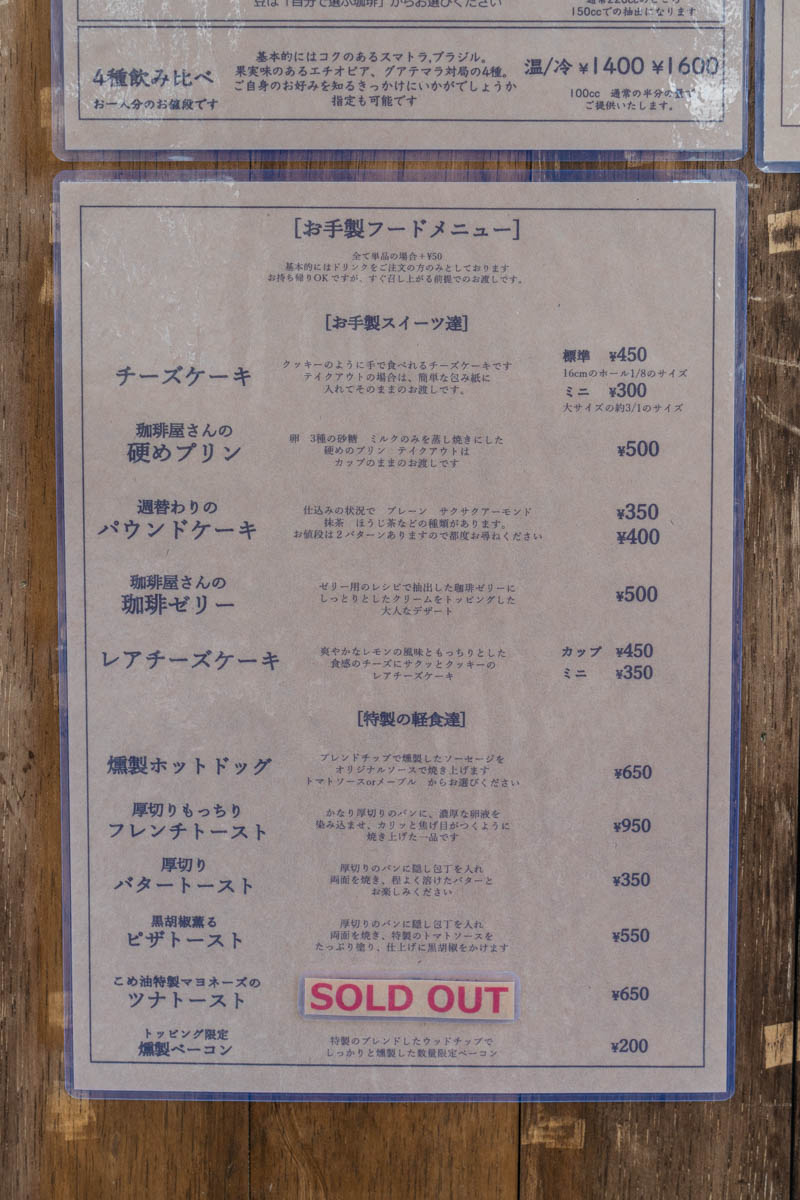 豆は「自分で選ぶ珈琲」からお選びください
150ccでの抽出になります
4種飲み比べ
お一人分のお値段です
基本的にはコクのあるスマトラ,ブラジル。
果実味のあるエチオピア、グアテマラ対局の4種。
ご自身のお好みを知るきっかけにいかがでしょうか
指定も可能です
温/冷 ¥1400 ¥1600
100cc 通常の半分の量で
ご提供いたします。
[お手製フードメニュー]
全て単品の場合+¥50
基本的にはドリンクをご注文の方のみとしております
お持ち帰りOKですが、すぐ召し上がる前提でのお渡しです。
[お手製スイーツ達]
チーズケーキ
クッキーのように手で食べれるチーズケーキです
テイクアウトの場合は、簡単な包み紙に
入れてそのままのお渡しです。
標準 ¥450
16cmのホール1/8のサイズ
ミニ ¥300
大サイズの約3/1のサイズ
珈琲屋さんの
硬めプリン
卵 3種の砂糖 ミルクのみを蒸し焼きにした
硬めのプリン テイクアウトは
カップのままのお渡しです
¥500
週替わりの
パウンドケーキ
仕込みの状況で プレーン サクサクアーモンド
抹茶 ほうじ茶などの種類があります。
お値段は2パターンありますので都度お尋ねください
¥350
¥400
珈琲屋さんの
珈琲ゼリー
ゼリー用のレシピで抽出した珈琲ゼリーに
しっとりとしたクリームをトッピングした
大人なデザート
¥500
レアチーズケーキ
爽やかなレモンの風味ともっちりとした
食感のチーズにサクッとクッキーの
レアチーズケーキ
カップ ¥450
ミニ ¥350
[特製の軽食達]
燻製ホットドッグ
ブレンドチップで燻製したソーセージを
オリジナルソースで焼き上げます
トマトソースorメープル からお選びください
¥650
厚切りもっちり
フレンチトースト
かなり厚切りのパンに、濃厚な卵液を
染み込ませ、カリッと焦げ目がつくように
焼き上げた一品です
¥950
厚切り
バタートースト
厚切りのパンに隠し包丁を入れ
両面を焼き、程よく溶けたバターと
お楽しみください
¥350
黒胡椒薫る
ピザトースト
厚切りのパンに隠し包丁を入れ
両面を焼き、特製のトマトソースを
たっぷり塗り、仕上げに黒胡椒をかけます
¥550
こめ油特製マヨネーズの
ツナトースト
SOLD OUT
¥650
トッピング限定
燻製ベーコン
特製のブレンドしたウッドチップで
しっかりと燻製した数量限定ベーコン
¥200